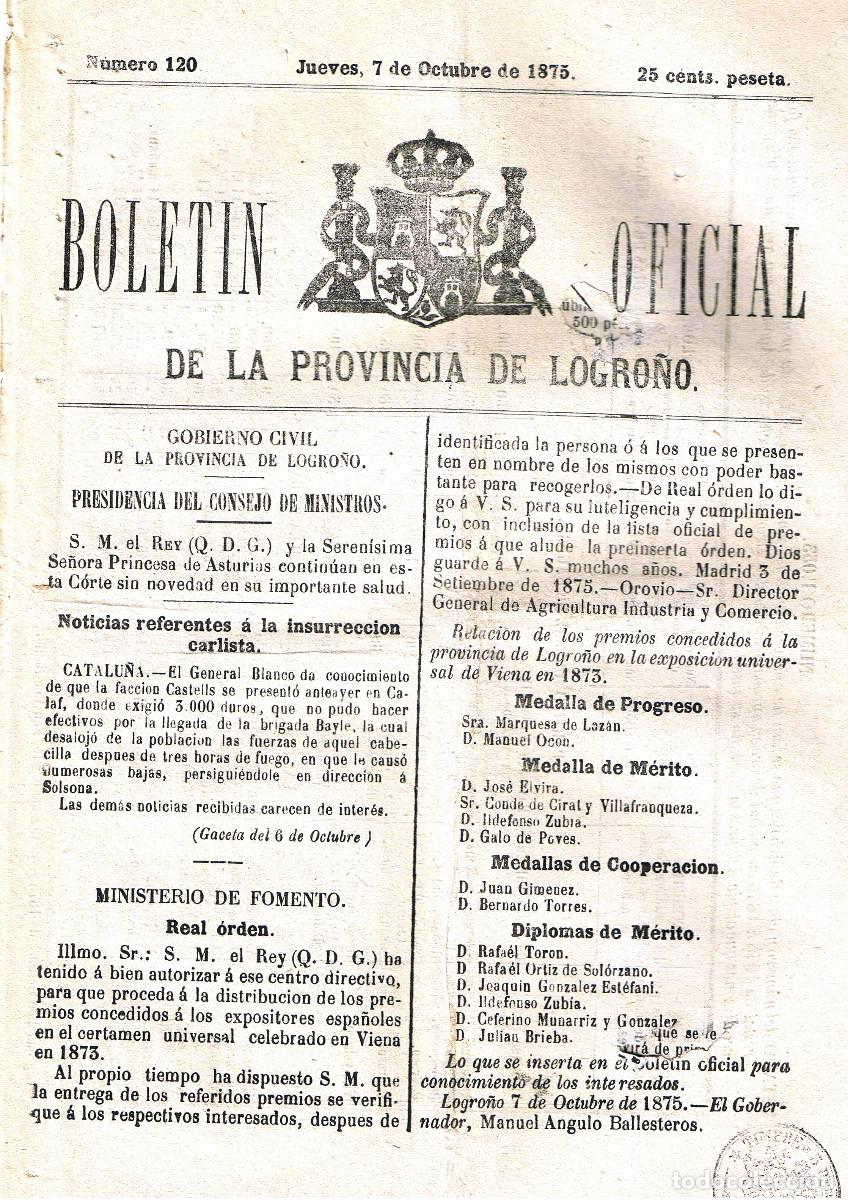 Número 120
Jueves, 7 de Octubre de 1875.
25 cénts. peseta.
BOLETIN OFICIAL
500
DE LA PROVINCIA DE LOGROÑO.
GOBIERNO CIVIL
DE LA PROVINCIA DE LOGROÑO.
PRESIDENCIA DEL CONSEJO DE MINISTROS.
S. M. el REY (Q. D. G.) y la Serenísima
Señora Princesa de Asturias continúan en es-
ta Córte sin novedad en su importante salud.
Noticias referentes á la insurreccion
carlista.
CATALUÑA.—El General Blanco da conocimiento
de que la faccion Castells se presentó anteayer en Ca-
laf, donde exigió 3.000 duros, que no pudo hacer
efectivos por la llegada de la brigada Bayle, la cual
desalojó de la poblacion las fuerzas de aquel cabe-
cilla despues de tres horas de fuego, en que le causó
numerosas bajas, persiguiéndole en direccion á
Solsona.
Las demás noticias recibidas carecen de interés.
(Gaceta del 6 de Octubre )
MINISTERIO DE FOMENTO.
Real órden.
Illmo. Sr.: S. M. el Rey (Q. D. G.) ha
tenido á bien autorizar á ese centro directivo,
para que proceda á la distribucion de los pre-
mios concedidos á los expositores españoles
en el certamen universal celebrado en Viena
en 1873.
Al propio tiempo ha dispuesto S. M. que
la entrega de los referidos premios se verifi-
que á los respectivos interesados, despues de
identificada la persona ó á los que se presen-
ten en nombre de los mismos con poder bas-
tante para recogerlos.—De Real órden lo di-
go á V. S. para su inteligencia y cumplimien-
to, con inclusion de la lista oficial de pre-
mios á que alude la preinserta órden. Dios
guarde á V. S. muchos años. Madrid 3 de
Setiembre de 1875.—Orovio—Sr. Director
General de Agricultura Industria y Comercio.
Relacion de los premios concedidos á la
provincia de Logroño en la exposicion univer-
sal de Viena en 1873.
Medalla de Progreso.
Sra. Marquesa de Lazán.
D. Manuel Ocon.
Medalla de Mérito.
D. José Elvira.
Sr. Conde de Cirat y Villafranqueza.
D. Ildefonso Zubia.
D. Galo de Poves.
Medallas de Cooperacion.
D. Juan Gimenez.
D. Bernardo Torres.
Diplomas de Mérito.
D. Rafaél Toron.
D Rafaél Ortiz de Solórzano.
D. Joaquin Gonzalez Estéfani.
D. Ildefonso Zubía.
D. Ceferino Munarriz y Gonzalez
D. Julian Brieba. que se le
virá de
Lo que se inserta en el Boletin oficial para
conocimiento de los interesados.
Logroño 7 de Octubre de 1875.—El Gober-
nador, Manuel Angulo Ballesteros.
todocoleccion